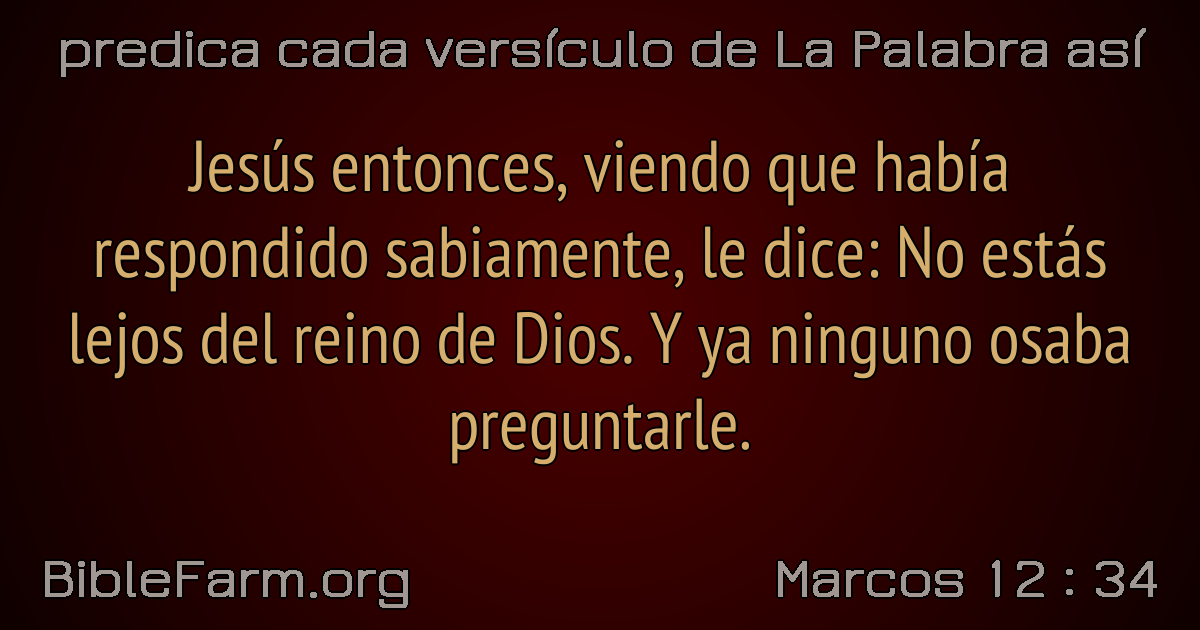 predica cada versículo de La Palabra así
Jesús entonces, viendo que había
respondido sabiamente, le dice: No estás
lejos del reino de Dios. Y ya ninguno osaba
preguntarle.
BibleFarm.org
Marcos 12 : 34